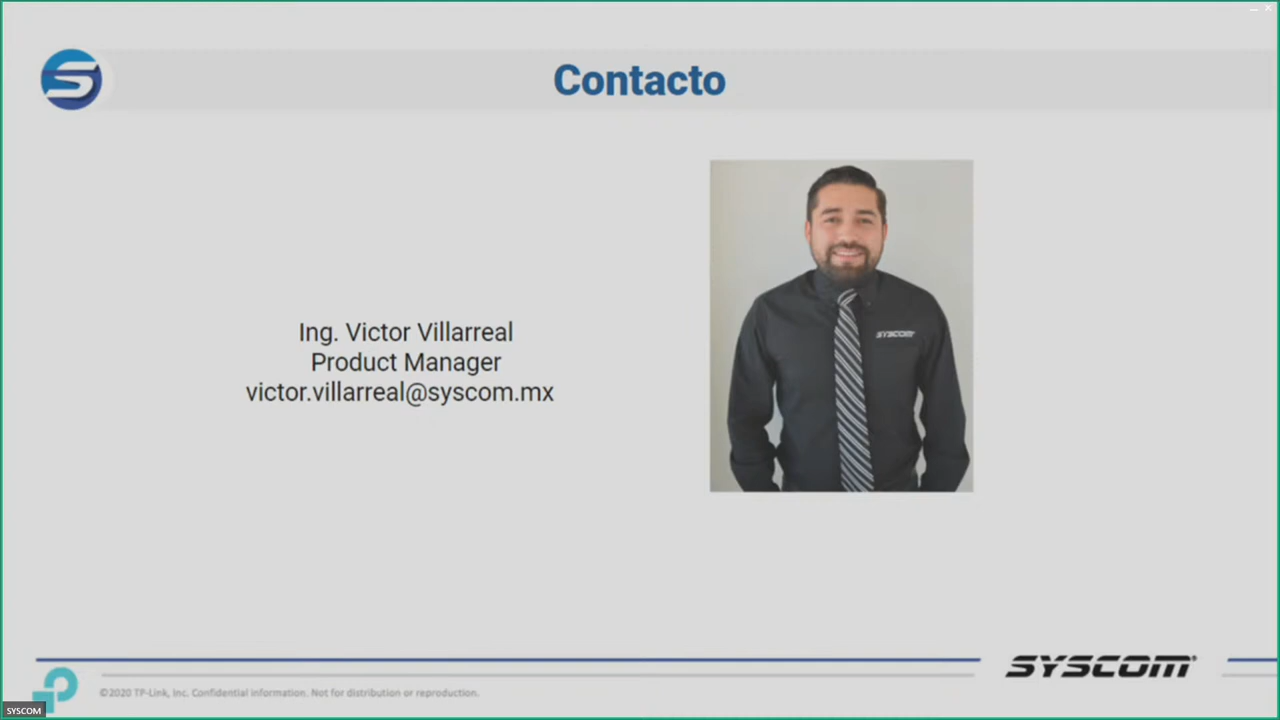 Contacto
SYSCOM
Ing. Victor Villarreal
Product Manager
victor.villarreal@syscom.mx
SYSCOM
©2020 TP-Link, Inc. Confidential information. Not for distribution or reproduction.
SYSCOM